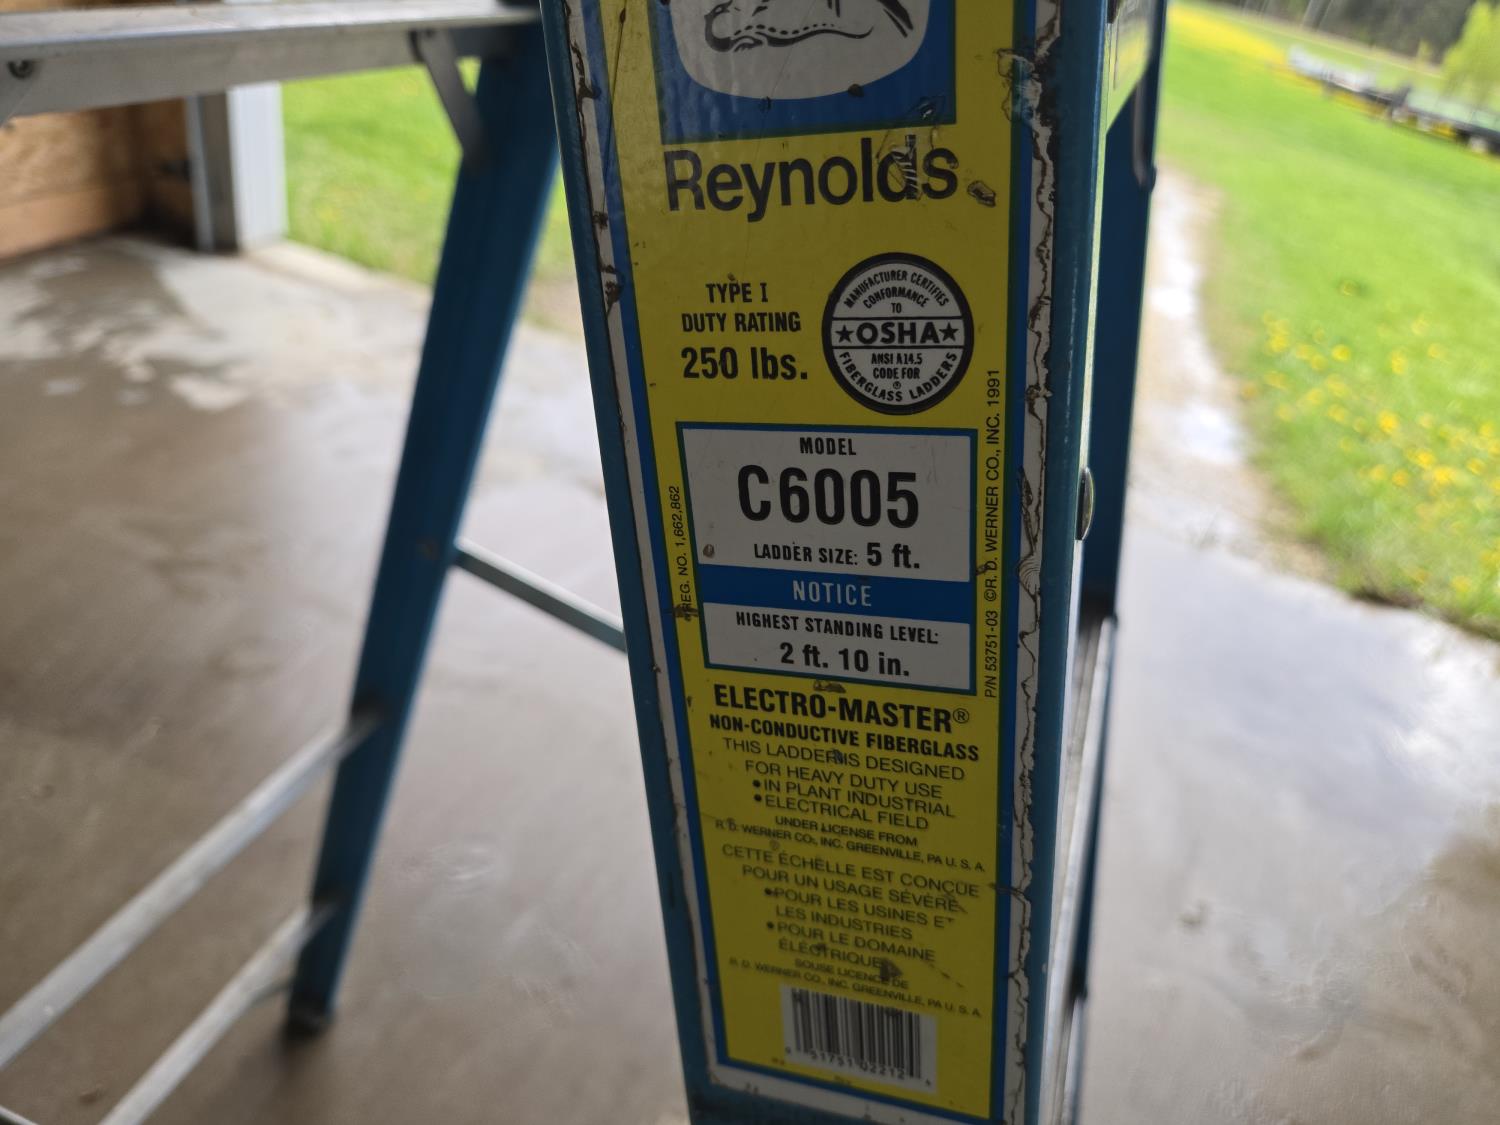 Reynolds
TYPE I
DUTY RATING
250 lbs.
MANUFACTURER CERTIFIES
CONFORMANCE
TO
★OSHA★
ANSI A14.5
CODE FOR
®
FIBERGLASS LADDERS
MODEL
C6005
LADDER SIZE: 5 ft.
NOTICE
HIGHEST STANDING LEVEL:
2 ft. 10 in.
REG. NO. 1,662,862
P/N 53751-03 ©R. D. WERNER CO., INC. 1991
ELECTRO-MASTER®
NON-CONDUCTIVE FIBERGLASS
THIS LADDER IS DESIGNED
FOR HEAVY DUTY USE
•IN PLANT INDUSTRIAL
•ELECTRICAL FIELD
UNDER LICENSE FROM
R. D. WERNER CO., INC. GREENVILLE, PA U. S. A.
CETTE ÉCHELLE EST CONÇUE
POUR UN USAGE SÉVÈRE
•POUR LES USINES ET
LES INDUSTRIES
•POUR LE DOMAINE
ÉLECTRIQUE
SOUSE LICENCE DE
R. D. WERNER CO., INC. GREENVILLE, PA U. S. A.
51751 02212